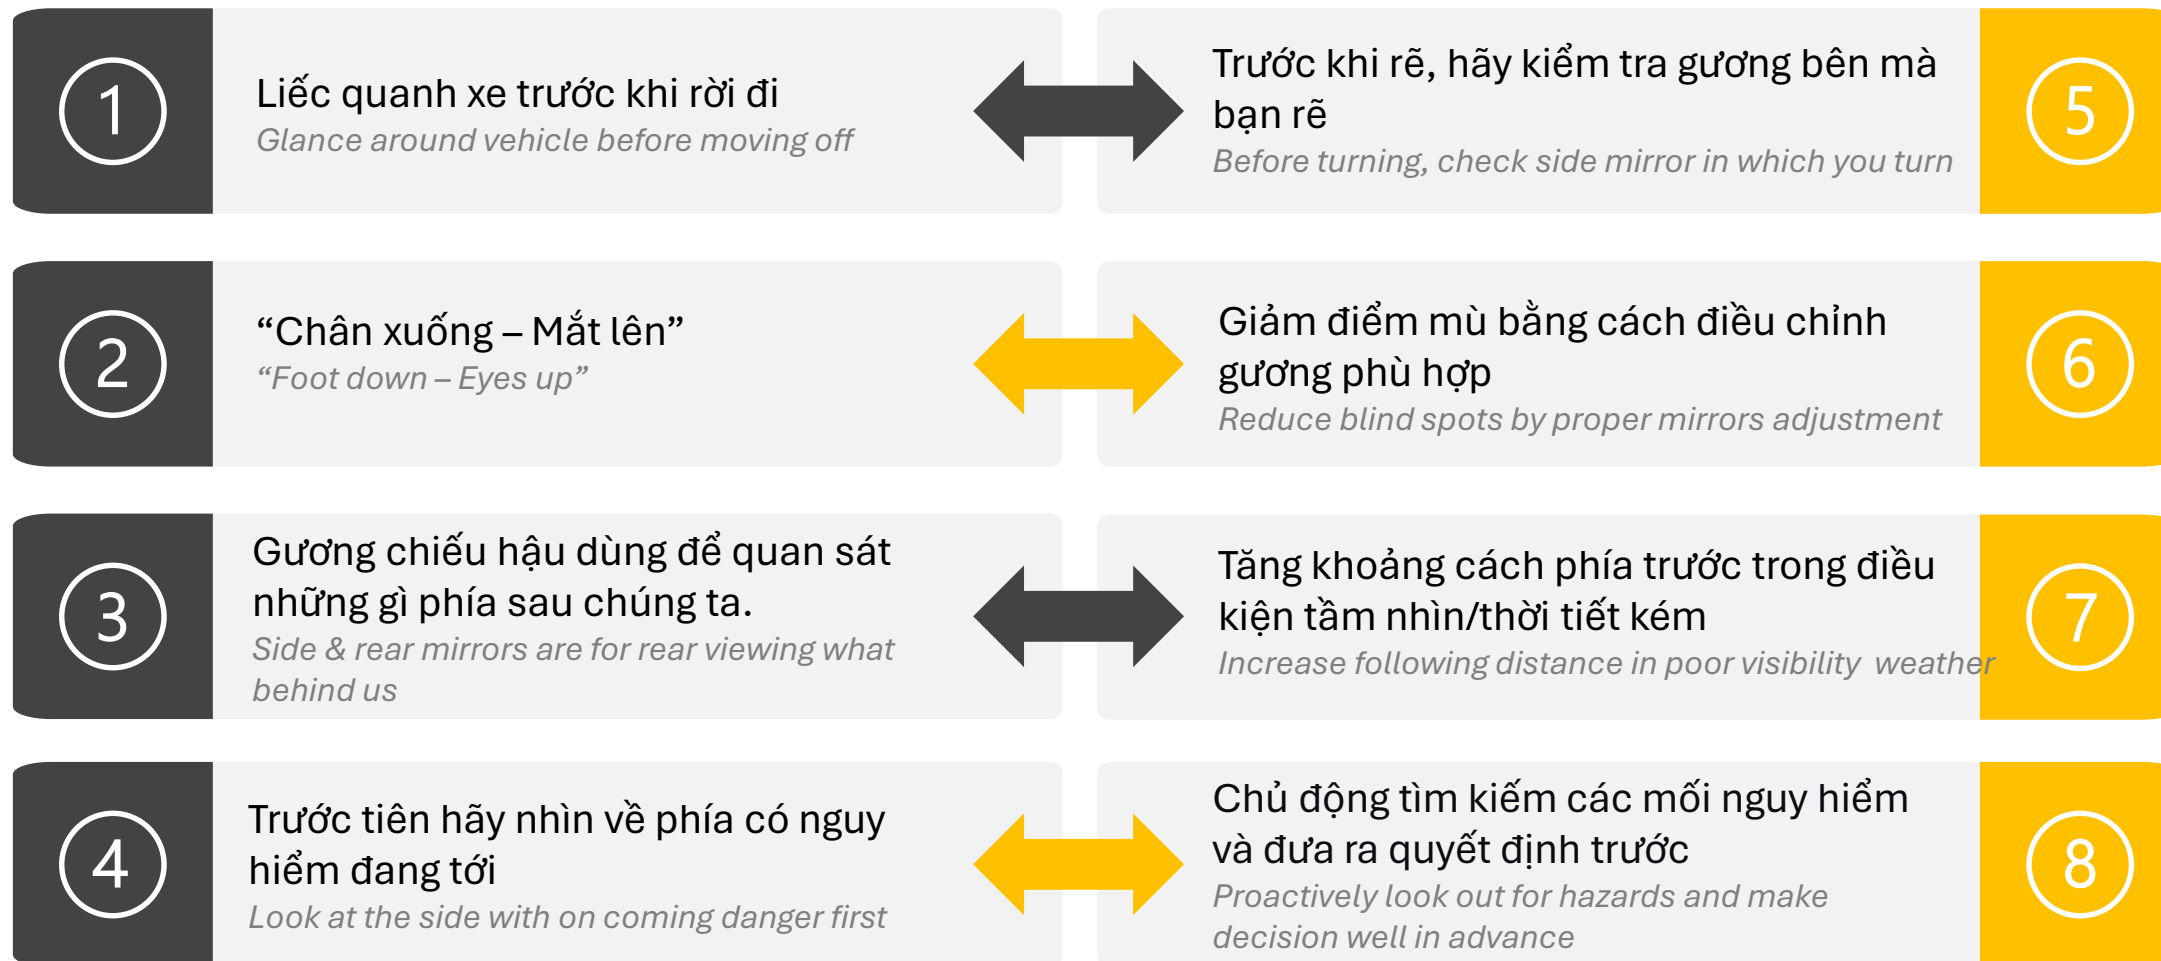 1
Liếc quanh xe trước khi rời đi
Glance around vehicle before moving off
2
“Chân xuống – Mắt lên”
“Foot down – Eyes up”
3
Gương chiếu hậu dùng để quan sát
những gì phía sau chúng ta.
Side & rear mirrors are for rear viewing what
behind us
4
Trước tiên hãy nhìn về phía có nguy
hiểm đang tới
Look at the side with on coming danger first
Trước khi rẽ, hãy kiểm tra gương bên mà
bạn rẽ
Before turning, check side mirror in which you turn
5
Giảm điểm mù bằng cách điều chỉnh
gương phù hợp
Reduce blind spots by proper mirrors adjustment
6
Tăng khoảng cách phía trước trong điều
kiện tầm nhìn/thời tiết kém
Increase following distance in poor visibility  weather
7
Chủ động tìm kiếm các mối nguy hiểm
và đưa ra quyết định trước
Proactively look out for hazards and make
decision well in advance
8